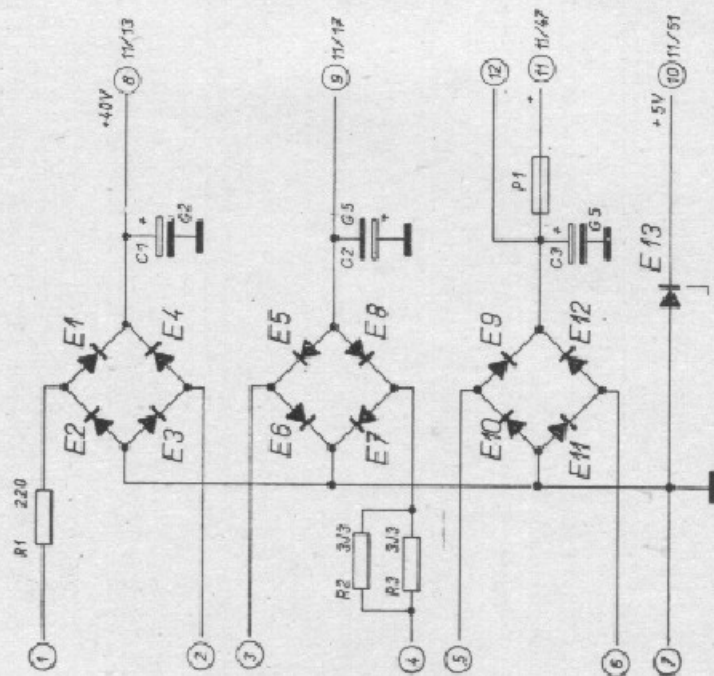 8 11/13
9 11/17
12
11 11/47
10 11/51
+40V
+
+5V
P1
C1 + G2
C2 G5 +
C3 + G5
E1
E4
E5
E8
E9
E12
E13
E2
E3
E6
E7
E10
E11
R1 220
R2 3J3
R3 3J3
1
2
3
4
5
6
7